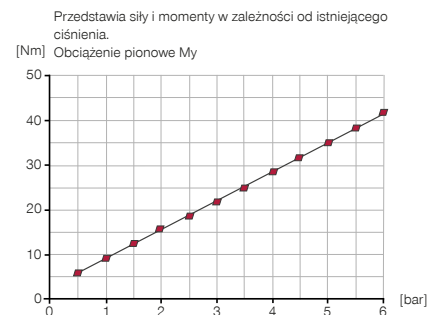 Przedstawia siły i momenty w zależności od istniejącego
ciśnienia.
[Nm] Obciążenie pionowe My
50
40
30
20
10
0
0 1 2 3 4 5 6 [bar]